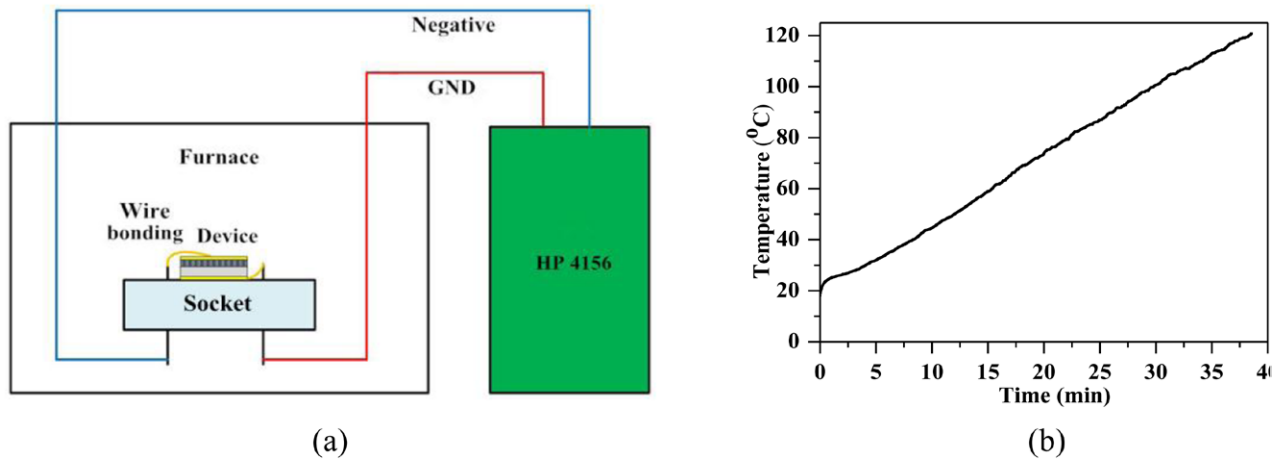 Negative
GND
Furnace
Wire
bonding
Device
Socket
HP 4156
(a)
Temperature (⁰C)
120
100
80
60
40
20
0
0 5 10 15 20 25 30 35 40
Time (min)
(b)